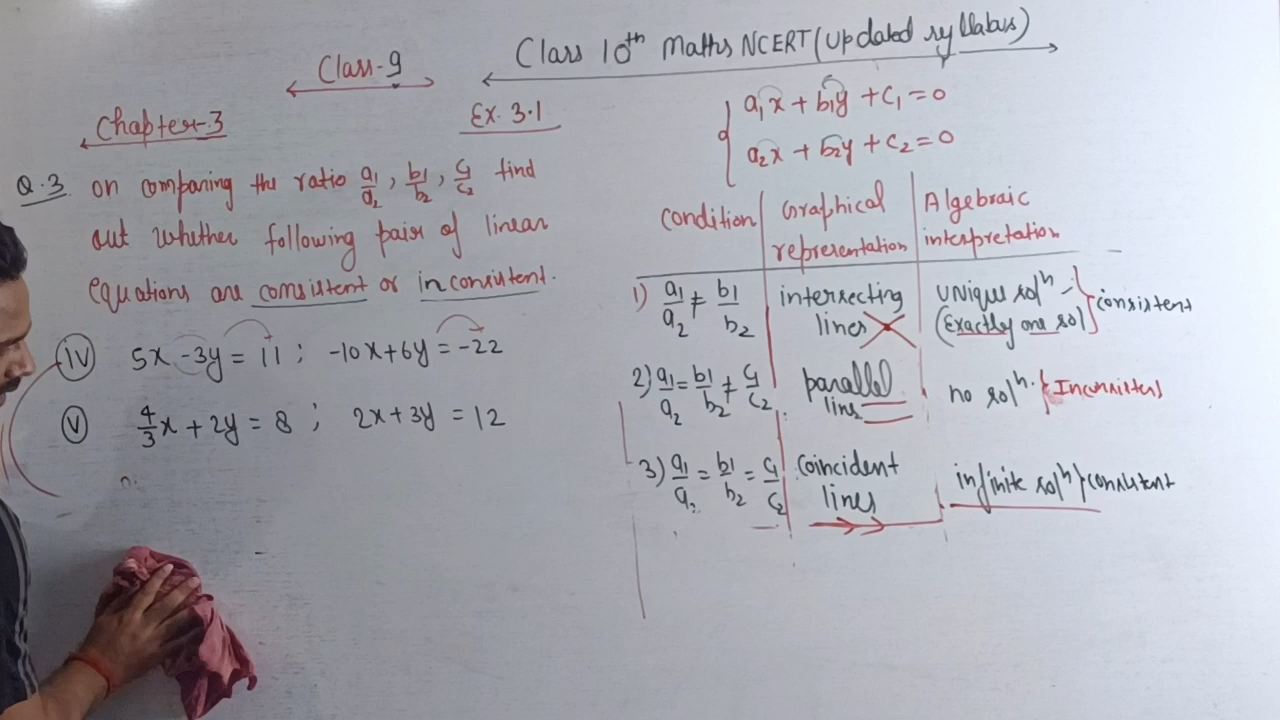 Class-9
Class 10th Maths NCERT (Updated syllabus)
Chapter-3
Ex. 3.1
a₁x + b₁y + c₁ = 0
a₂x + b₂y + c₂ = 0
Q.3 on comparing the ratio a₁/a₂, b₁/b₂, c₁/c₂ find
out whether following pair of linear
equations are consistent or inconsistent.
(iv) 5x - 3y = 11 ; -10x + 6y = -22
(v) 4/3x + 2y = 8 ; 2x + 3y = 12
condition Graphical representation Algebraic interpretation
1) a₁/a₂ ≠ b₁/b₂ intersecting lines unique solⁿ (Exactly one sol) consistent
2) a₁/a₂ = b₁/b₂ ≠ c₁/c₂ parallel line no solⁿ.
3) a₁/a₂ = b₁/b₂ = c₁/c₂ Coincident lines infinite solⁿ consistent